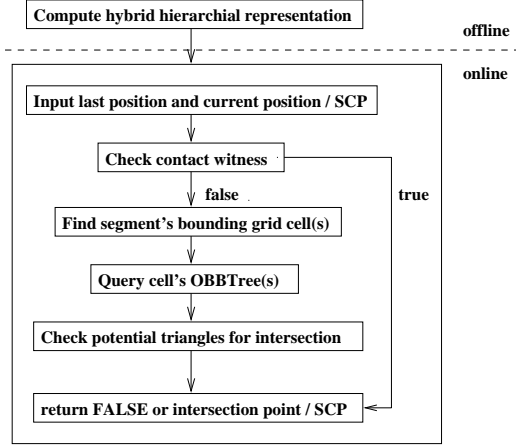 Compute hybrid hierarchial representation
offline
online
Input last position and current position / SCP
Check contact witness
false
true
Find segment's bounding grid cell(s)
Query cell's OBBTree(s)
Check potential triangles for intersection
return FALSE or intersection point / SCP